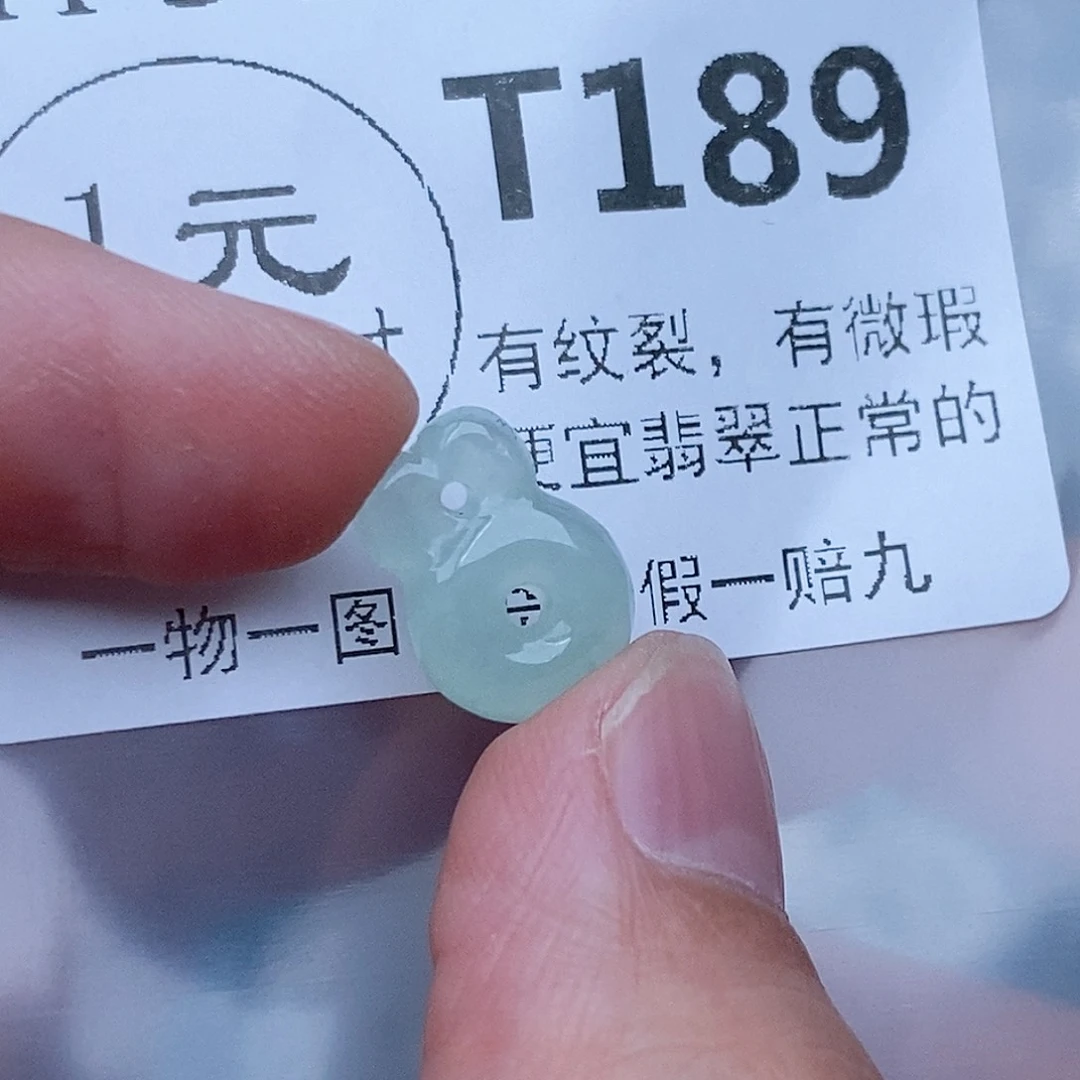 T189
1元
有纹裂，有微瑕
便宜翡翠正常的
一物一图
假一赔九